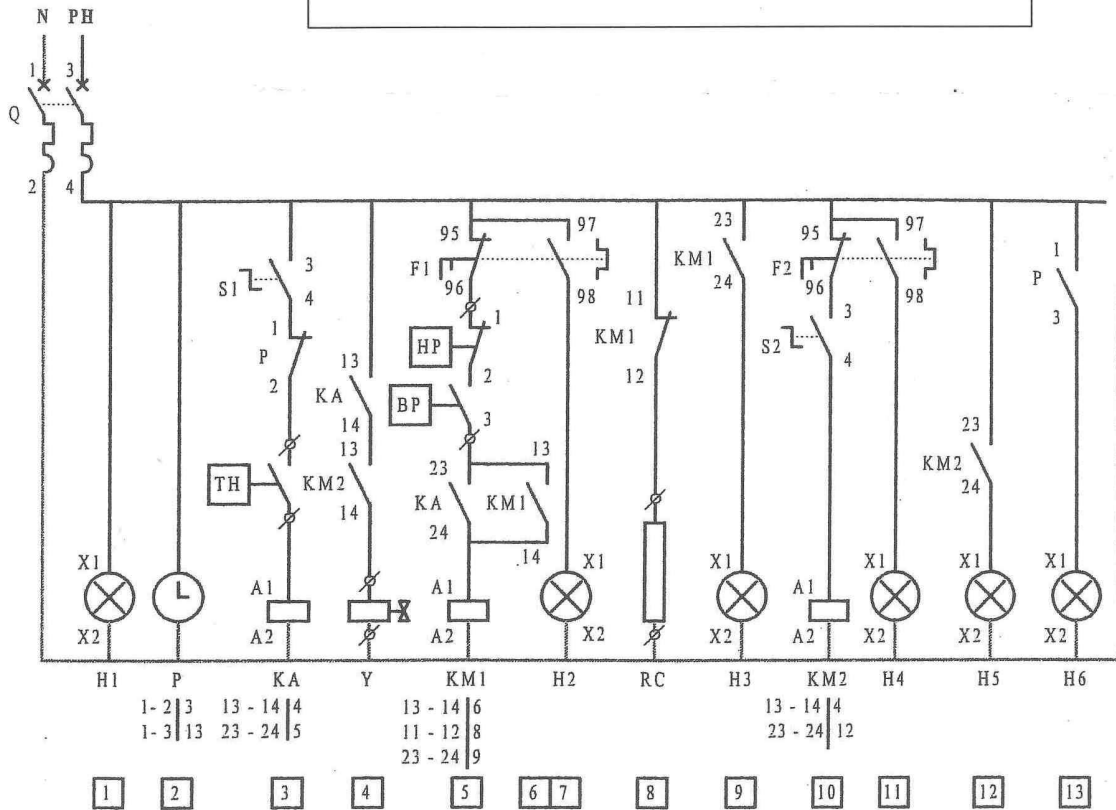 N PH
1 3
Q
2 4
95 97 23 95 97
3 KM1 1
S1 F1 F2 P
4 96 98 24 96 98 3
1 1 11 3
P HP KM1 S2
2 13 2 12 4
KA BP
14 3 23
13 23 13 KM2
TH KM2 KA KM1 24
14 24 14
X1 A1 A1 X1 X1 A1 X1 X1 X1
X2 A2 A2 X2 X2 A2 X2 X2 X2
H1 P KA Y KM1 H2 RC H3 KM2 H4 H5 H6
1- 2 3 13 - 14 4 13 - 14 6 13 - 14 4
1- 3 13 23 - 24 5 11 - 12 8 23 - 24 12
23 - 24 9
1 2 3 4 5 6 7 8 9 10 11 12 13